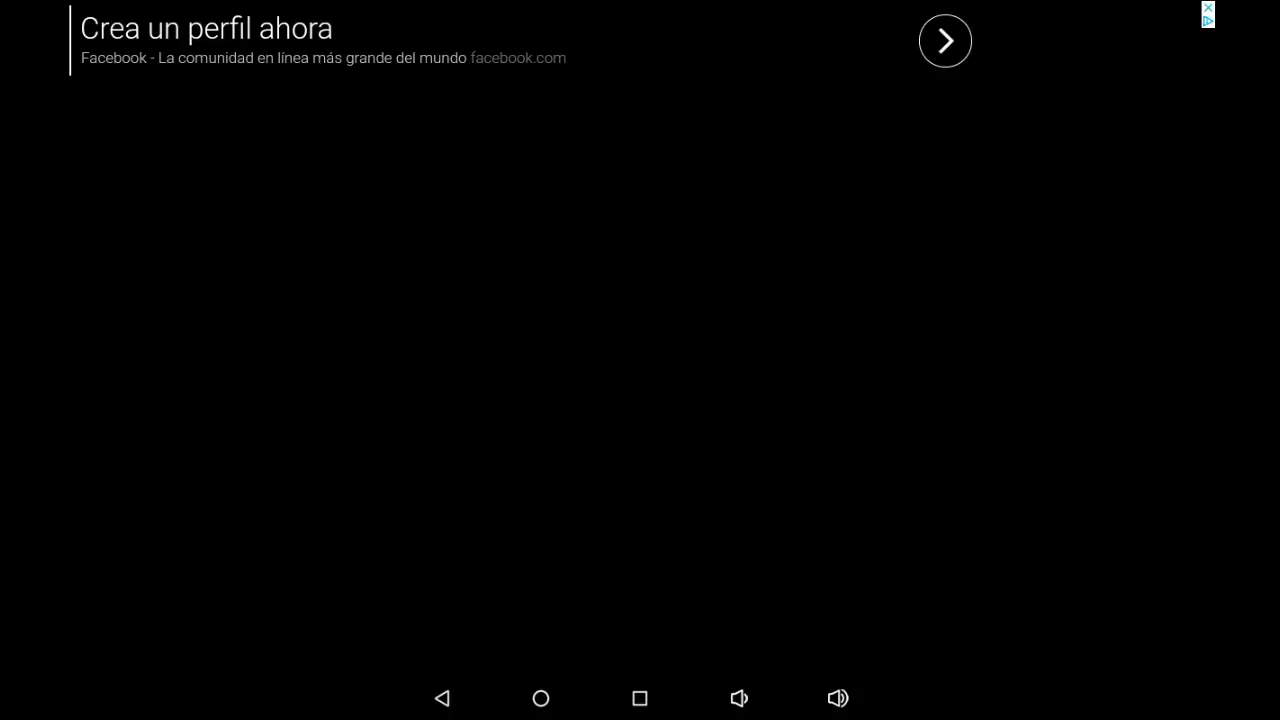 Crea un perfil ahora
Facebook - La comunidad en línea más grande del mundo facebook.com